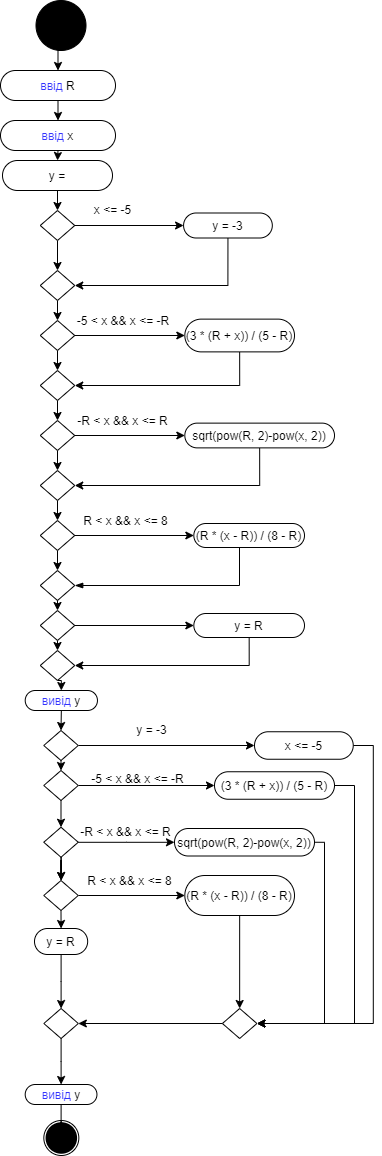 ввід R
ввід x
y =
x <= -5
y = -3
-5 < x && x <= -R
(3 * (R + x)) / (5 - R)
-R < x && x <= R
sqrt(pow(R, 2)-pow(x, 2))
R < x && x <= 8
(R * (x - R)) / (8 - R)
y = R
вивід y
y = -3
x <= -5
-5 < x && x <= -R
(3 * (R + x)) / (5 - R)
-R < x && x <= R
sqrt(pow(R, 2)-pow(x, 2))
R < x && x <= 8
(R * (x - R)) / (8 - R)
y = R
вивід y